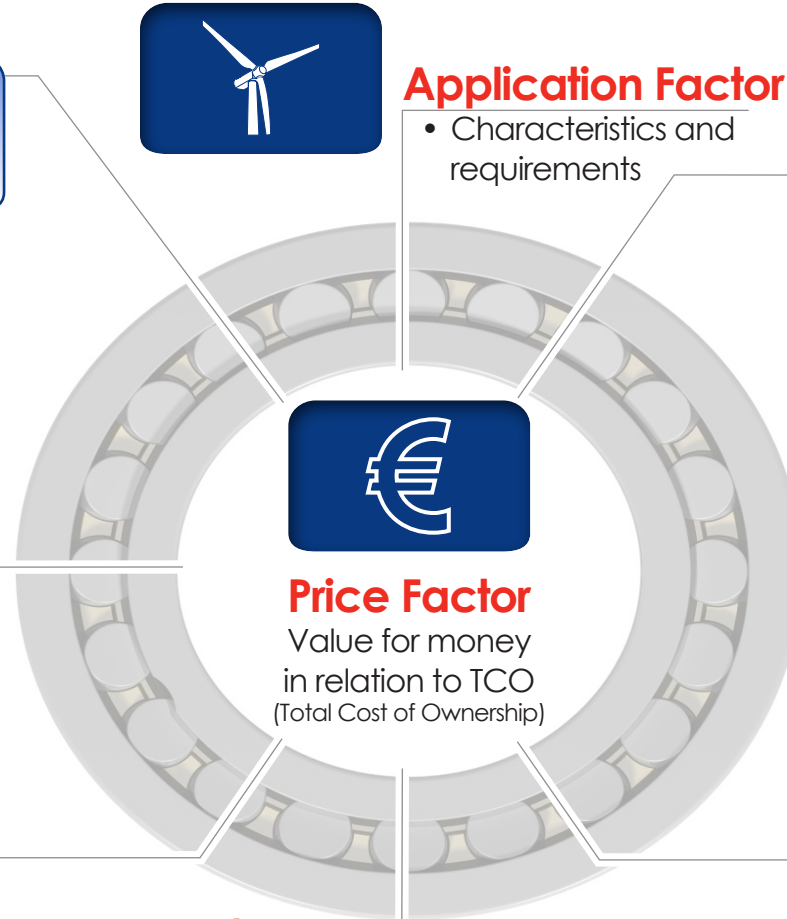 Application Factor
• Characteristics and
requirements
€
Price Factor
Value for money
in relation to TCO
(Total Cost of Ownership)